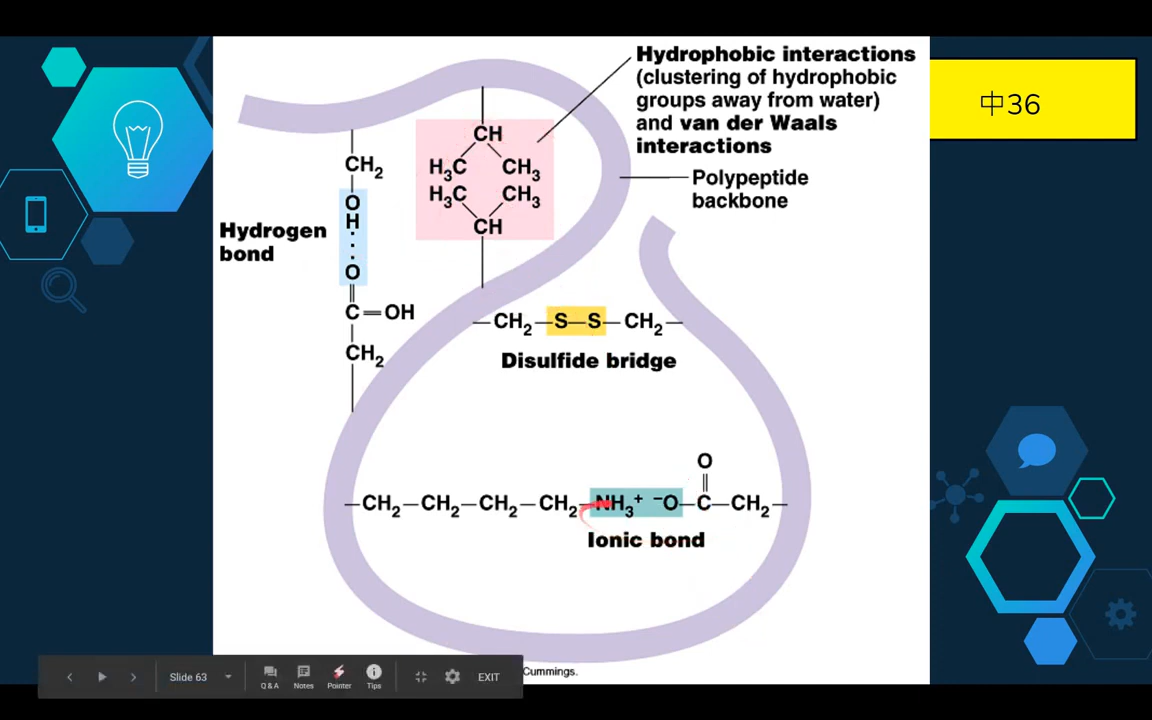 Hydrophobic interactions
(clustering of hydrophobic
groups away from water)
and van der Waals
interactions
中36
CH
CH₂
H₃C CH₃
Polypeptide
backbone
H₃C CH₃
O
H
CH
Hydrogen
bond
O
C=OH
CH₂–S–S–CH₂
CH₂
Disulfide bridge
O
CH₂–CH₂–CH₂–CH₂–NH₃⁺ ⁻O–C–CH₂
Ionic bond
Cummings.
Slide 63
Q & A
Notes
Pointer
Tips
EXIT